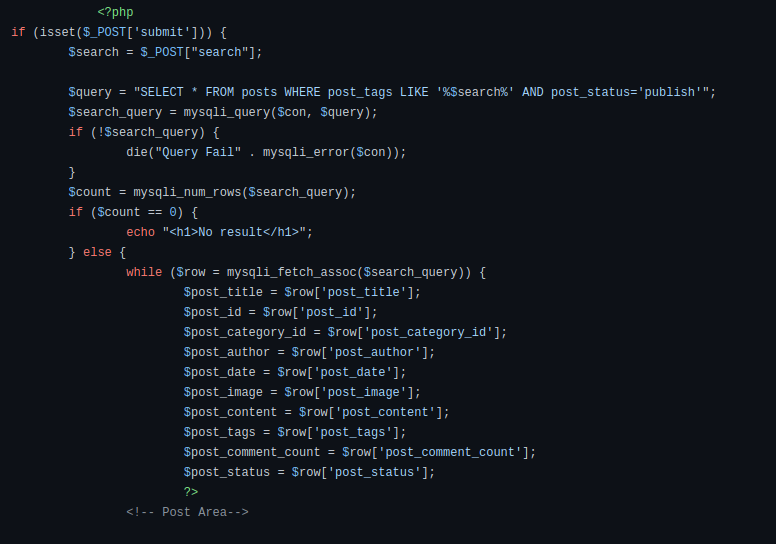 <?php
if (isset($_POST['submit'])) {
$search = $_POST["search"];
$query = "SELECT * FROM posts WHERE post_tags LIKE '%$search%' AND post_status='publish'";
$search_query = mysqli_query($con, $query);
if (!$search_query) {
die("Query Fail" . mysqli_error($con));
}
$count = mysqli_num_rows($search_query);
if ($count == 0) {
echo "<h1>No result</h1>";
} else {
while ($row = mysqli_fetch_assoc($search_query)) {
$post_title = $row['post_title'];
$post_id = $row['post_id'];
$post_category_id = $row['post_category_id'];
$post_author = $row['post_author'];
$post_date = $row['post_date'];
$post_image = $row['post_image'];
$post_content = $row['post_content'];
$post_tags = $row['post_tags'];
$post_comment_count = $row['post_comment_count'];
$post_status = $row['post_status'];
?>
<!-- Post Area-->